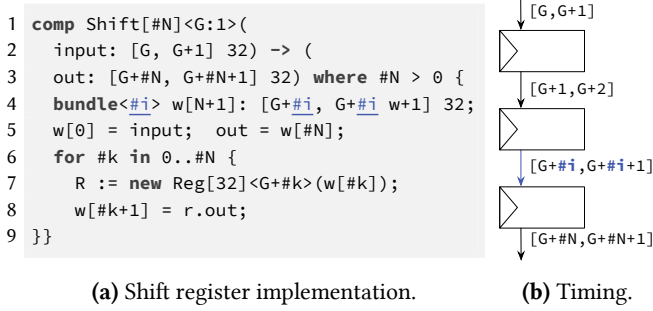 1 comp Shift[#N]<G:1>(
2 input: [G, G+1] 32) -> (
3 out: [G+#N, G+#N+1] 32) where #N > 0 {
4 bundle<#i> w[N+1]: [G+#i, G+#i w+1] 32;
5 w[0] = input; out = w[#N];
6 for #k in 0..#N {
7 R := new Reg[32]<G+#k>(w[#k]);
8 w[#k+1] = r.out;
9 }}
(a) Shift register implementation.
[G,G+1]
[G+1,G+2]
[G+#i,G+#i+1]
[G+#N,G+#N+1]
(b) Timing.